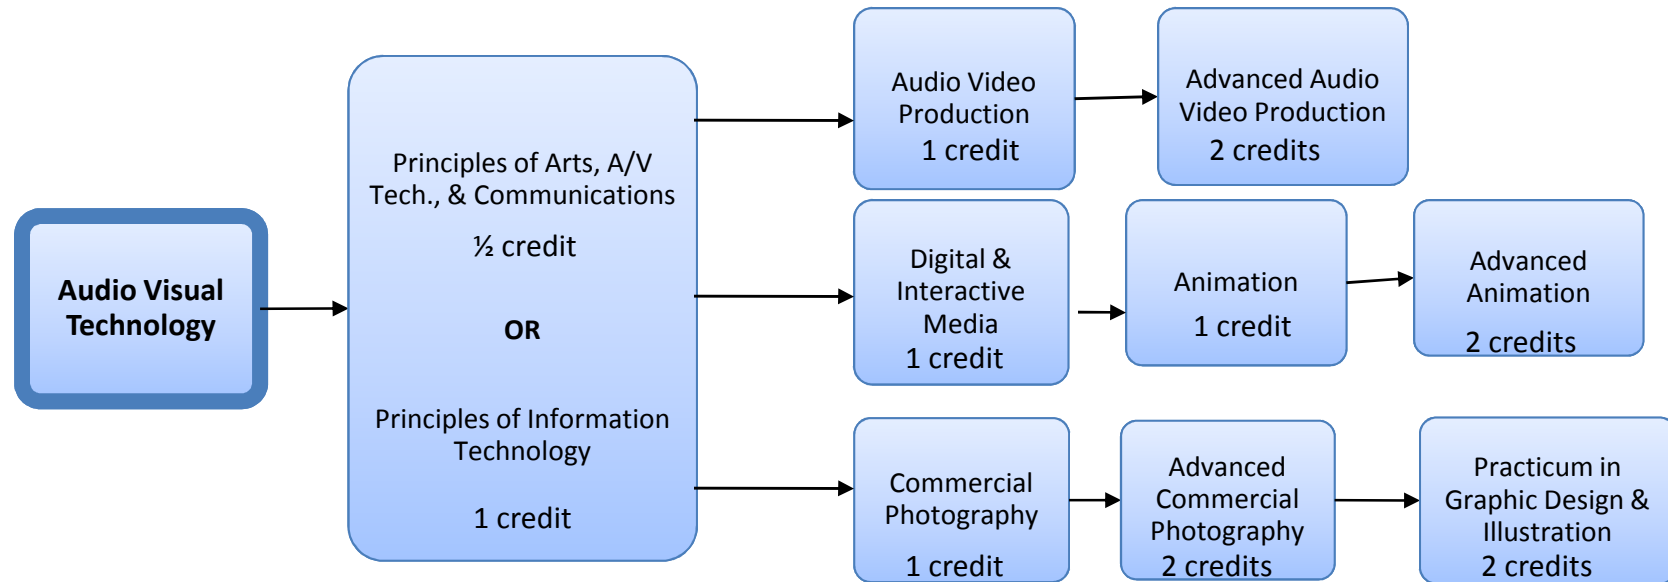 Audio Visual
Technology
Principles of Arts, A/V
Tech., & Communications
½ credit
OR
Principles of Information
Technology
1 credit
Audio Video
Production
1 credit
Advanced Audio
Video Production
2 credits
Digital &
Interactive
Media
1 credit
Animation
1 credit
Advanced
Animation
2 credits
Commercial
Photography
1 credit
Advanced
Commercial
Photography
2 credits
Practicum in
Graphic Design &
Illustration
2 credits